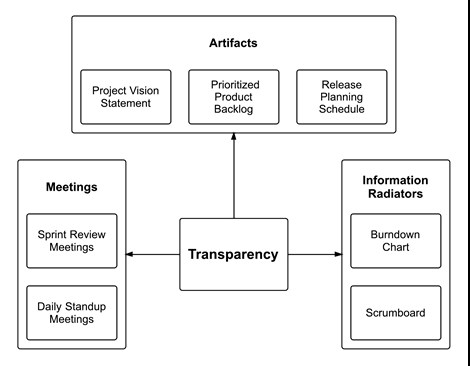 Artifacts
Project Vision
Statement
Prioritized
Product
Backlog
Release
Planning
Schedule
Meetings
Sprint Review
Meetings
Daily Standup
Meetings
Transparency
Information
Radiators
Burndown
Chart
Scrumboard